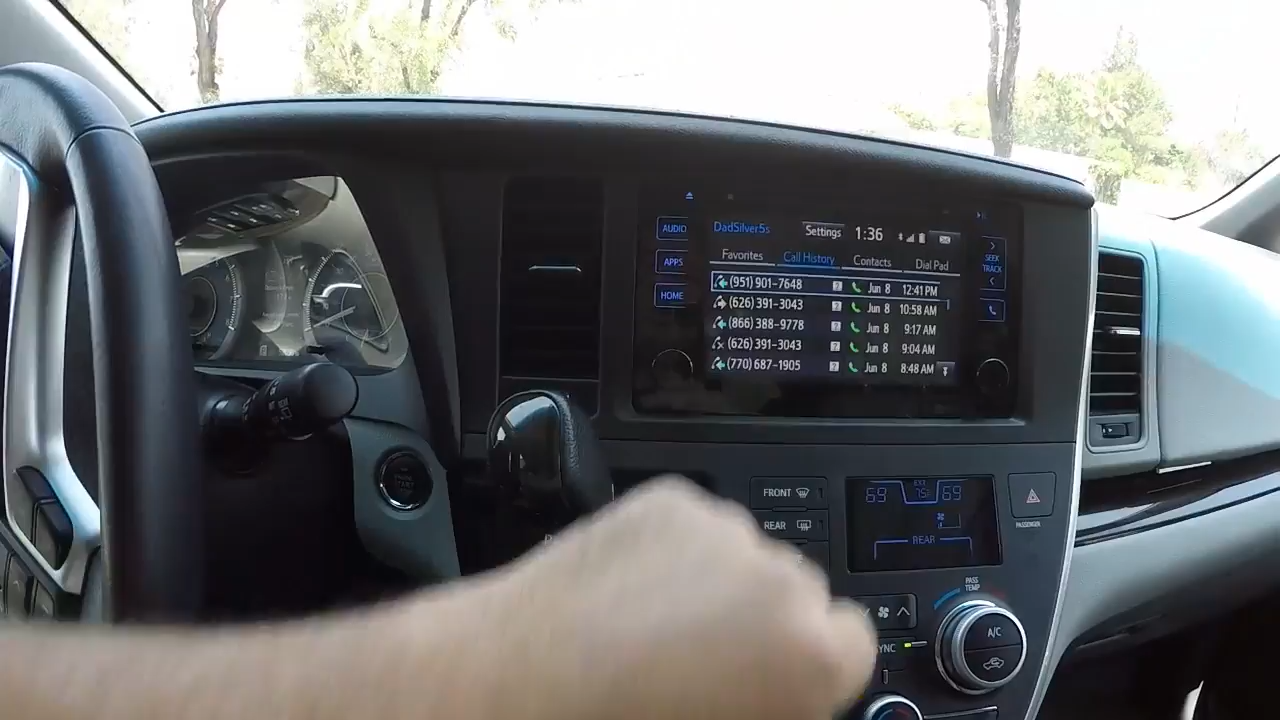 AUDIO
APPS
HOME
DadSilver5s Settings 1:36
Favorites Call History Contacts Dial Pad
(951) 901-7648 ? Jun 8 12:41 PM
(626) 391-3043 ? Jun 8 10:58 AM
(866) 388-9778 ? Jun 8 9:17 AM
(626) 391-3043 ? Jun 8 9:04 AM
(770) 687-1905 ? Jun 8 8:48 AM
SEEK
TRACK
FRONT
REAR
69 EXT 75 69
REAR
PASSENGER
PASS
TEMP
A/C
SYNC